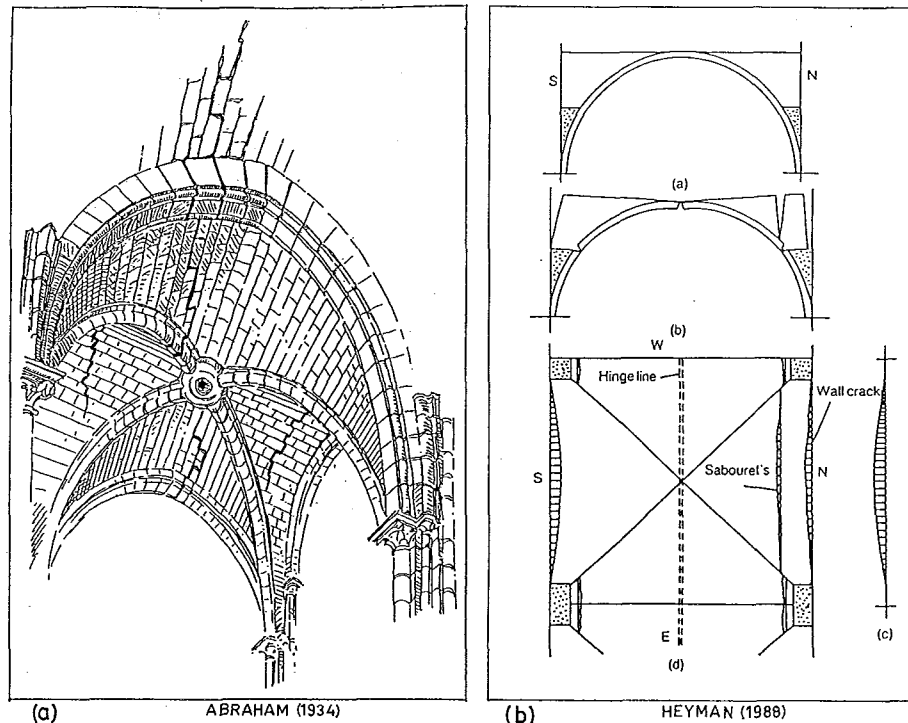 (a)
ABRAHAM (1934)
S
N
(a)
(b)
W
Hinge line
Wall crack
Sabouret's
S
N
E
(d)
(c)
(b)
HEYMAN (1988)